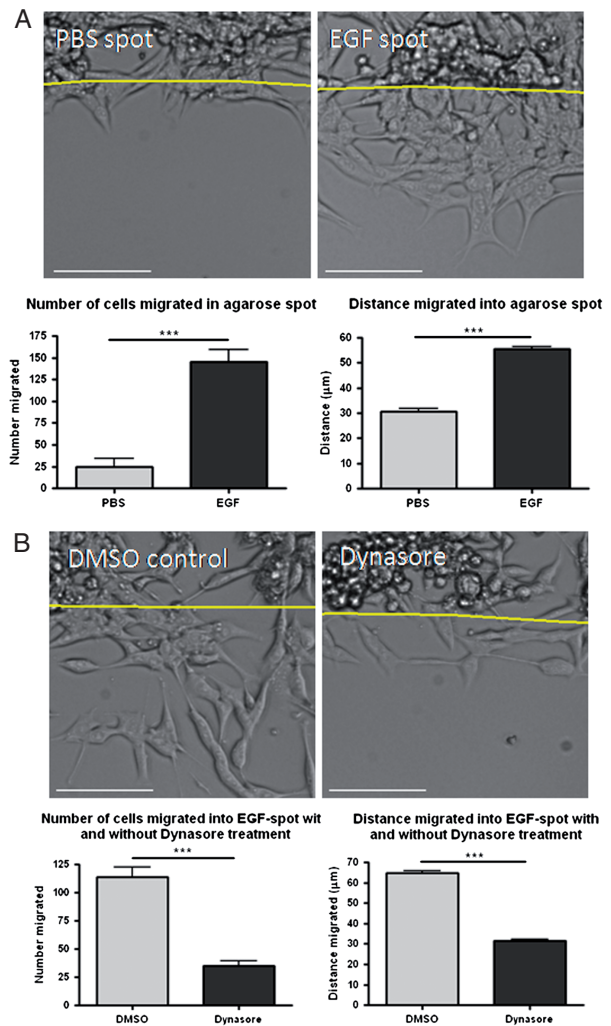 A
PBS spot
EGF spot
Number of cells migrated in agarose spot
Number migrated
175
150
125
100
75
50
25
0
***
PBS
EGF
Distance migrated into agarose spot
Distance (μm)
60
50
40
30
20
10
0
***
PBS
EGF
B
DMSO control
Dynasore
Number of cells migrated into EGF-spot wit
and without Dynasore treatment
Number migrated
125
100
75
50
25
0
***
DMSO
Dynasore
Distance migrated into EGF-spot with
and without Dynasore treatment
Distance migrated (μm)
70
60
50
40
30
20
10
0
***
DMSO
Dynasore